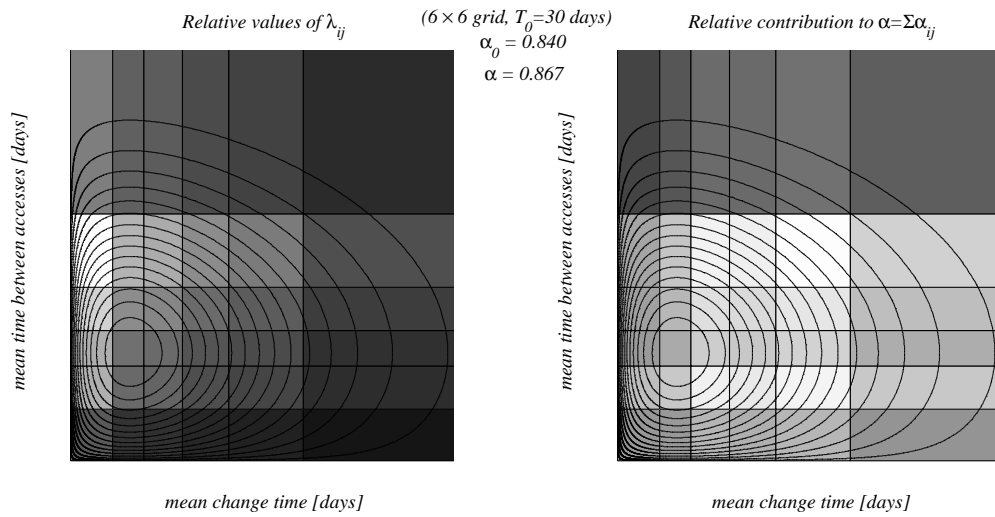 Relative values of λij
(6 × 6 grid, T0=30 days)
α0 = 0.840
α = 0.867
Relative contribution to α=Σαij
mean time between accesses [days]
mean time between accesses [days]
mean change time [days]
mean change time [days]